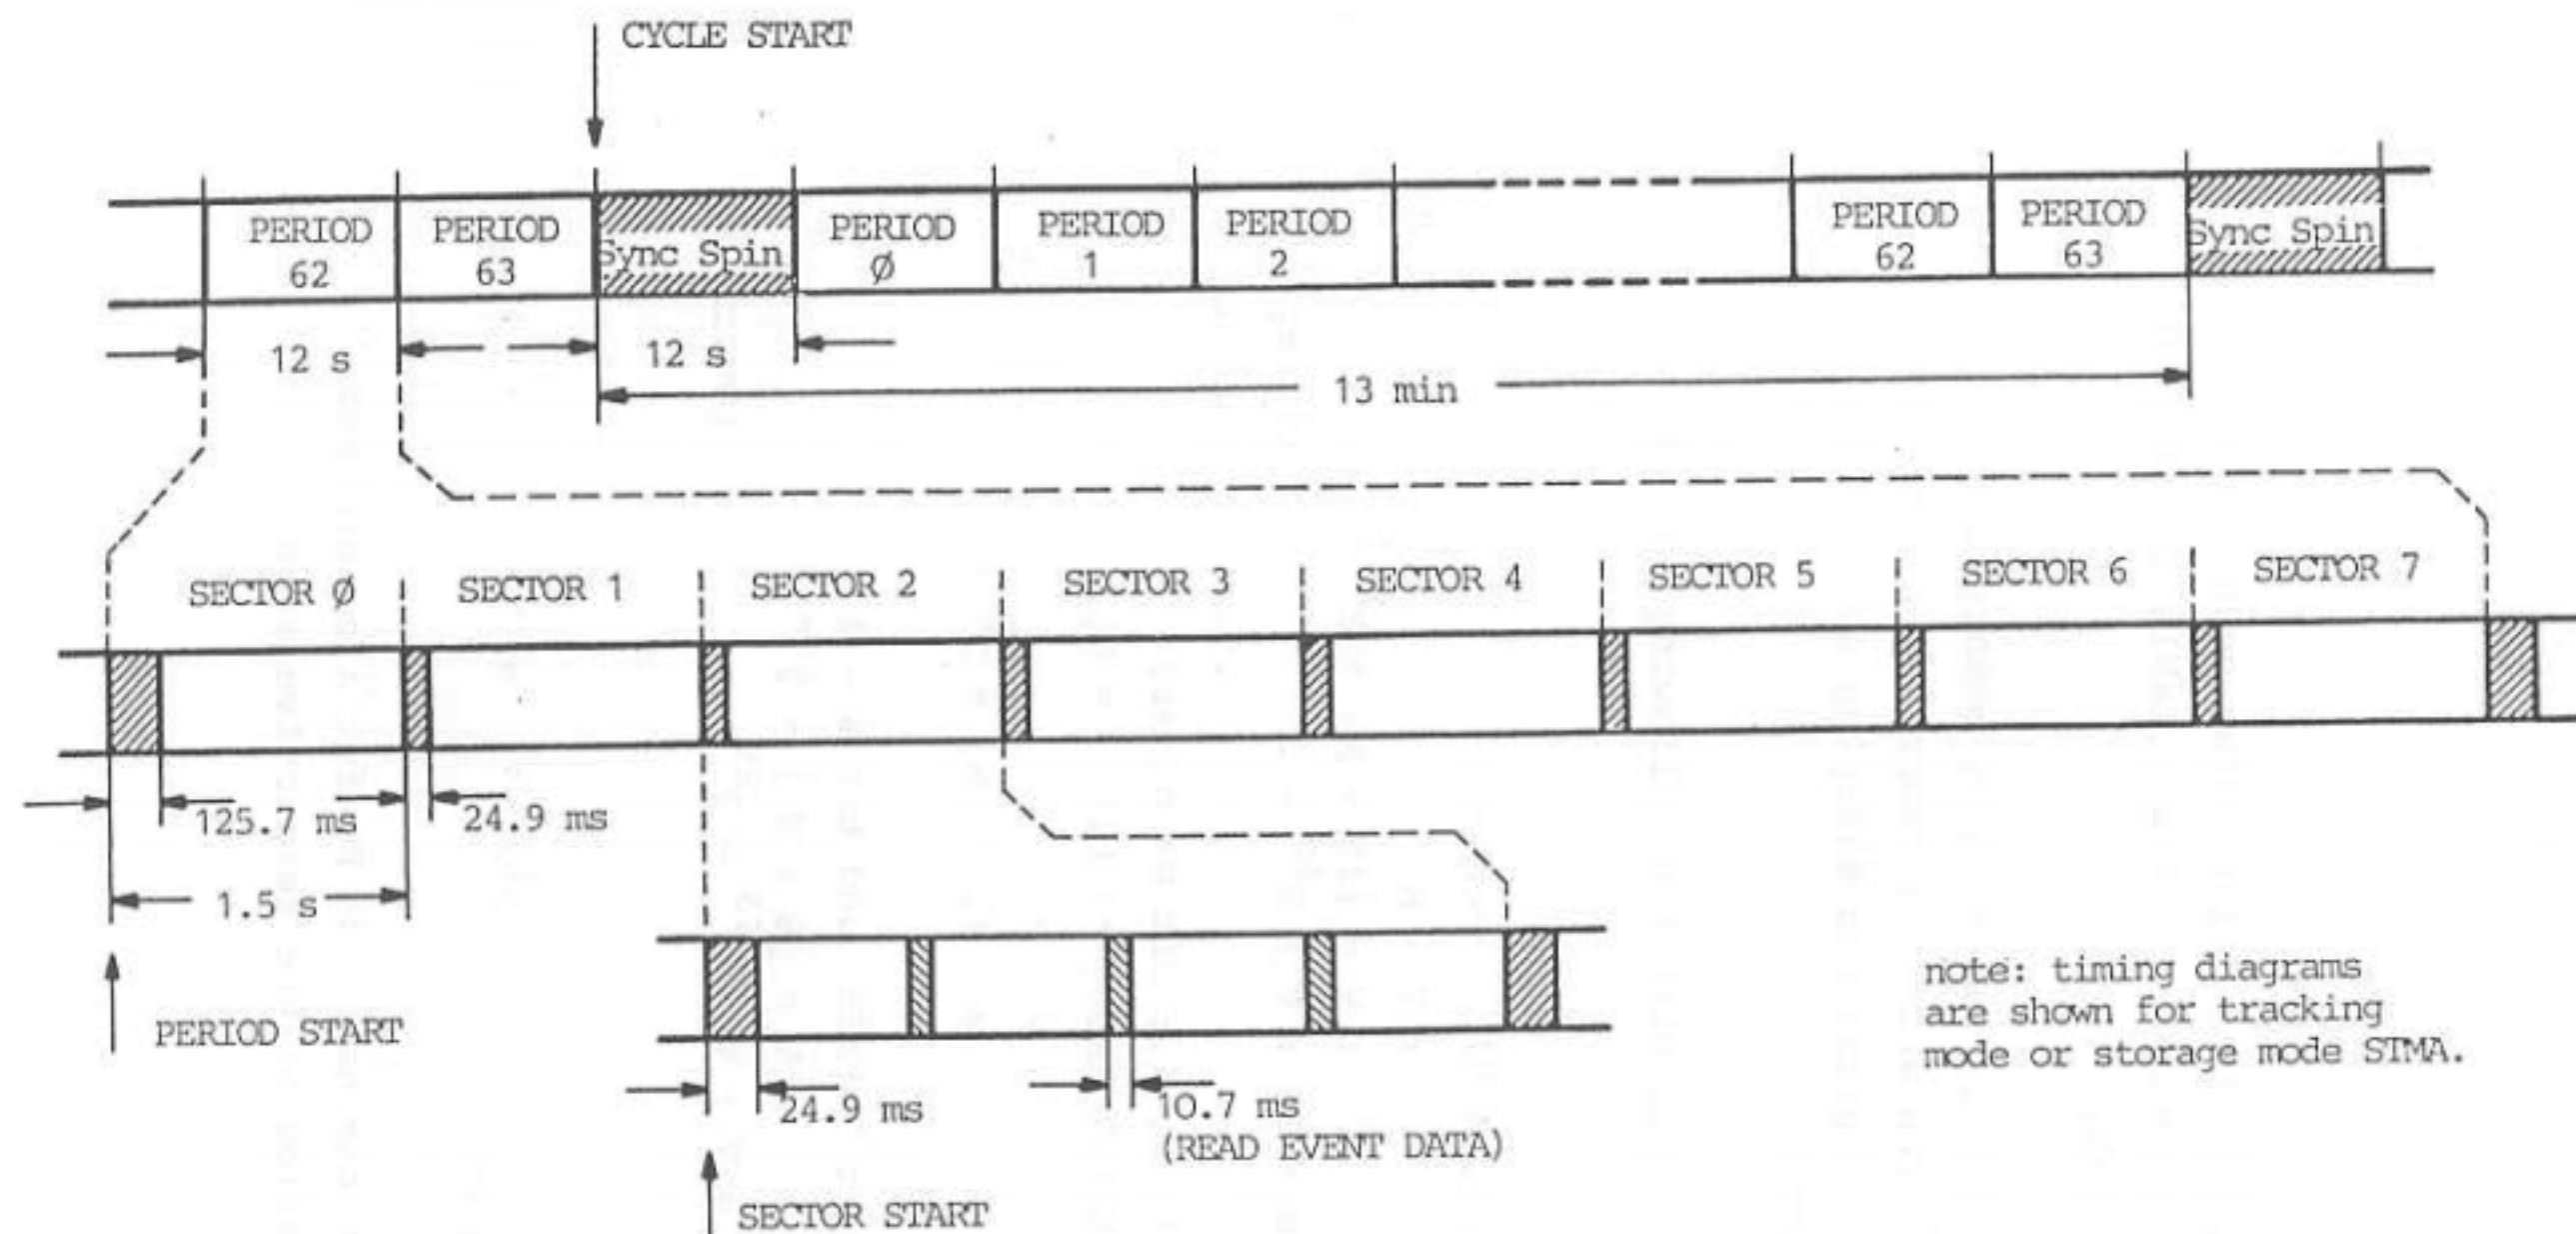 CYCLE START
PERIOD
62
PERIOD
63
Sync Spin
PERIOD
Ø
PERIOD
1
PERIOD
2
PERIOD
62
PERIOD
63
Sync Spin
12 s
12 s
13 min
SECTOR Ø
SECTOR 1
SECTOR 2
SECTOR 3
SECTOR 4
SECTOR 5
SECTOR 6
SECTOR 7
125.7 ms
24.9 ms
1.5 s
PERIOD START
24.9 ms
10.7 ms
(READ EVENT DATA)
SECTOR START
note: timing diagrams
are shown for tracking
mode or storage mode STMA.